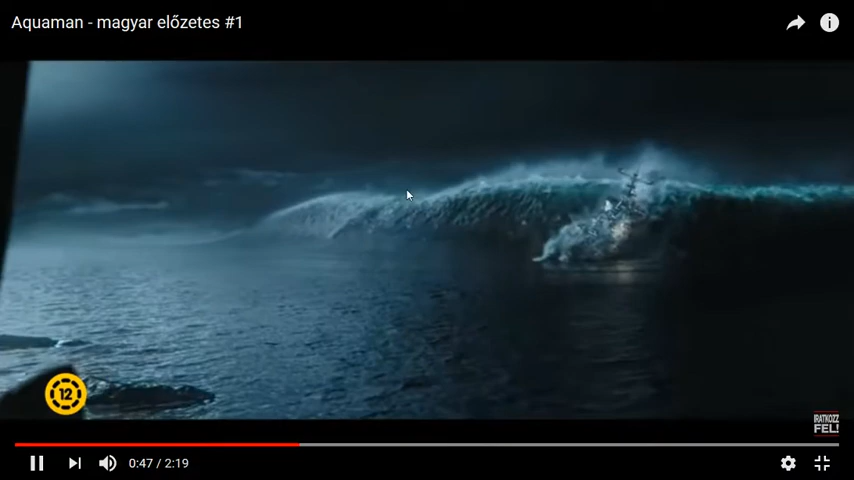 Aquaman - magyar előzetes #1
12
IRATKOZZ
FEL!
0:47 / 2:19